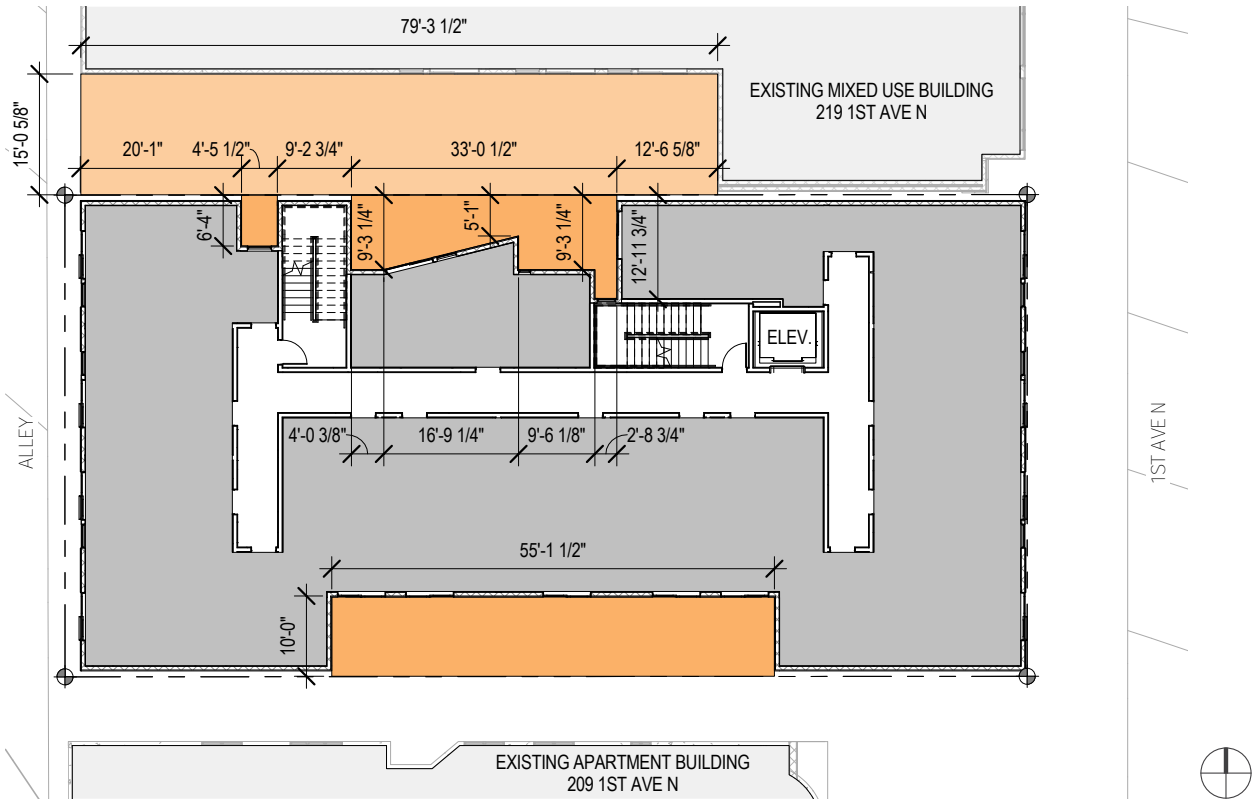 79'-3 1/2"
EXISTING MIXED USE BUILDING
219 1ST AVE N
15'-0 5/8"
20'-1"
4'-5 1/2"
9'-2 3/4"
33'-0 1/2"
12'-6 5/8"
6'-4"
9'-3 1/4"
5'-1"
9'-3 1/4"
12'-11 3/4"
ELEV.
ALLEY
1ST AVE N
4'-0 3/8"
16'-9 1/4"
9'-6 1/8"
2'-8 3/4"
55'-1 1/2"
10'-0"
EXISTING APARTMENT BUILDING
209 1ST AVE N